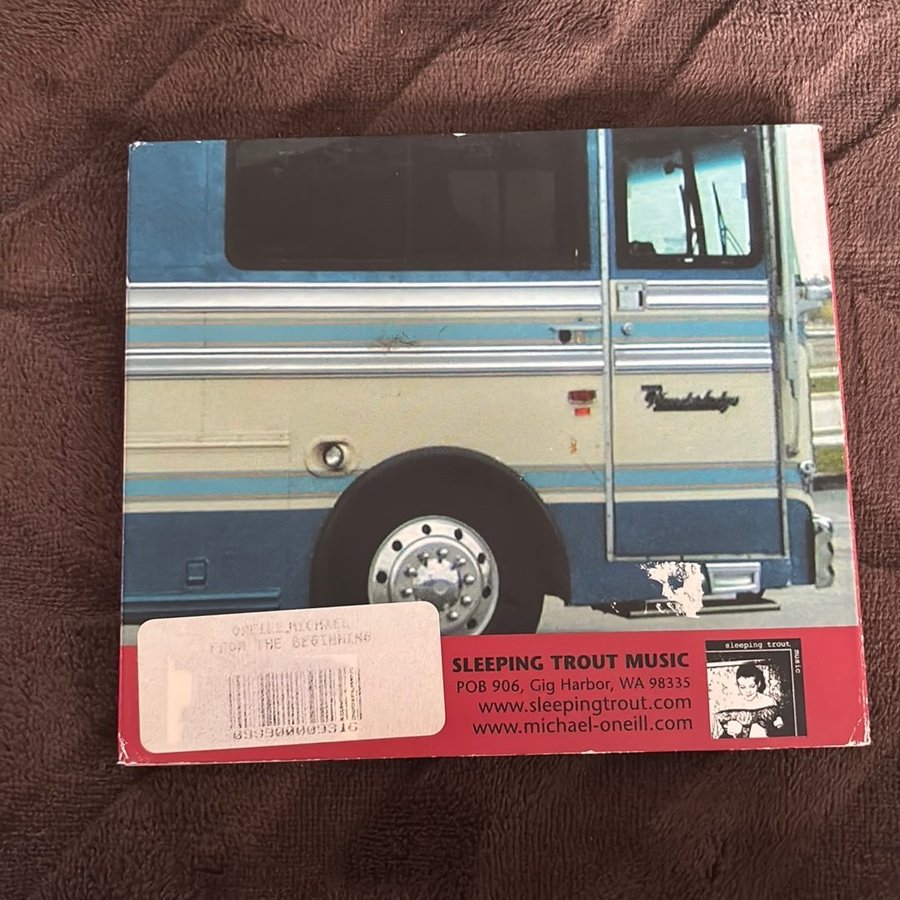 ONEILL,MICHAEL
FROM THE BEGINNING
SLEEPING TROUT MUSIC
POB 906, Gig Harbor, WA 98335
www.sleepingtrout.com
www.michael-oneill.com
sleeping trout
music